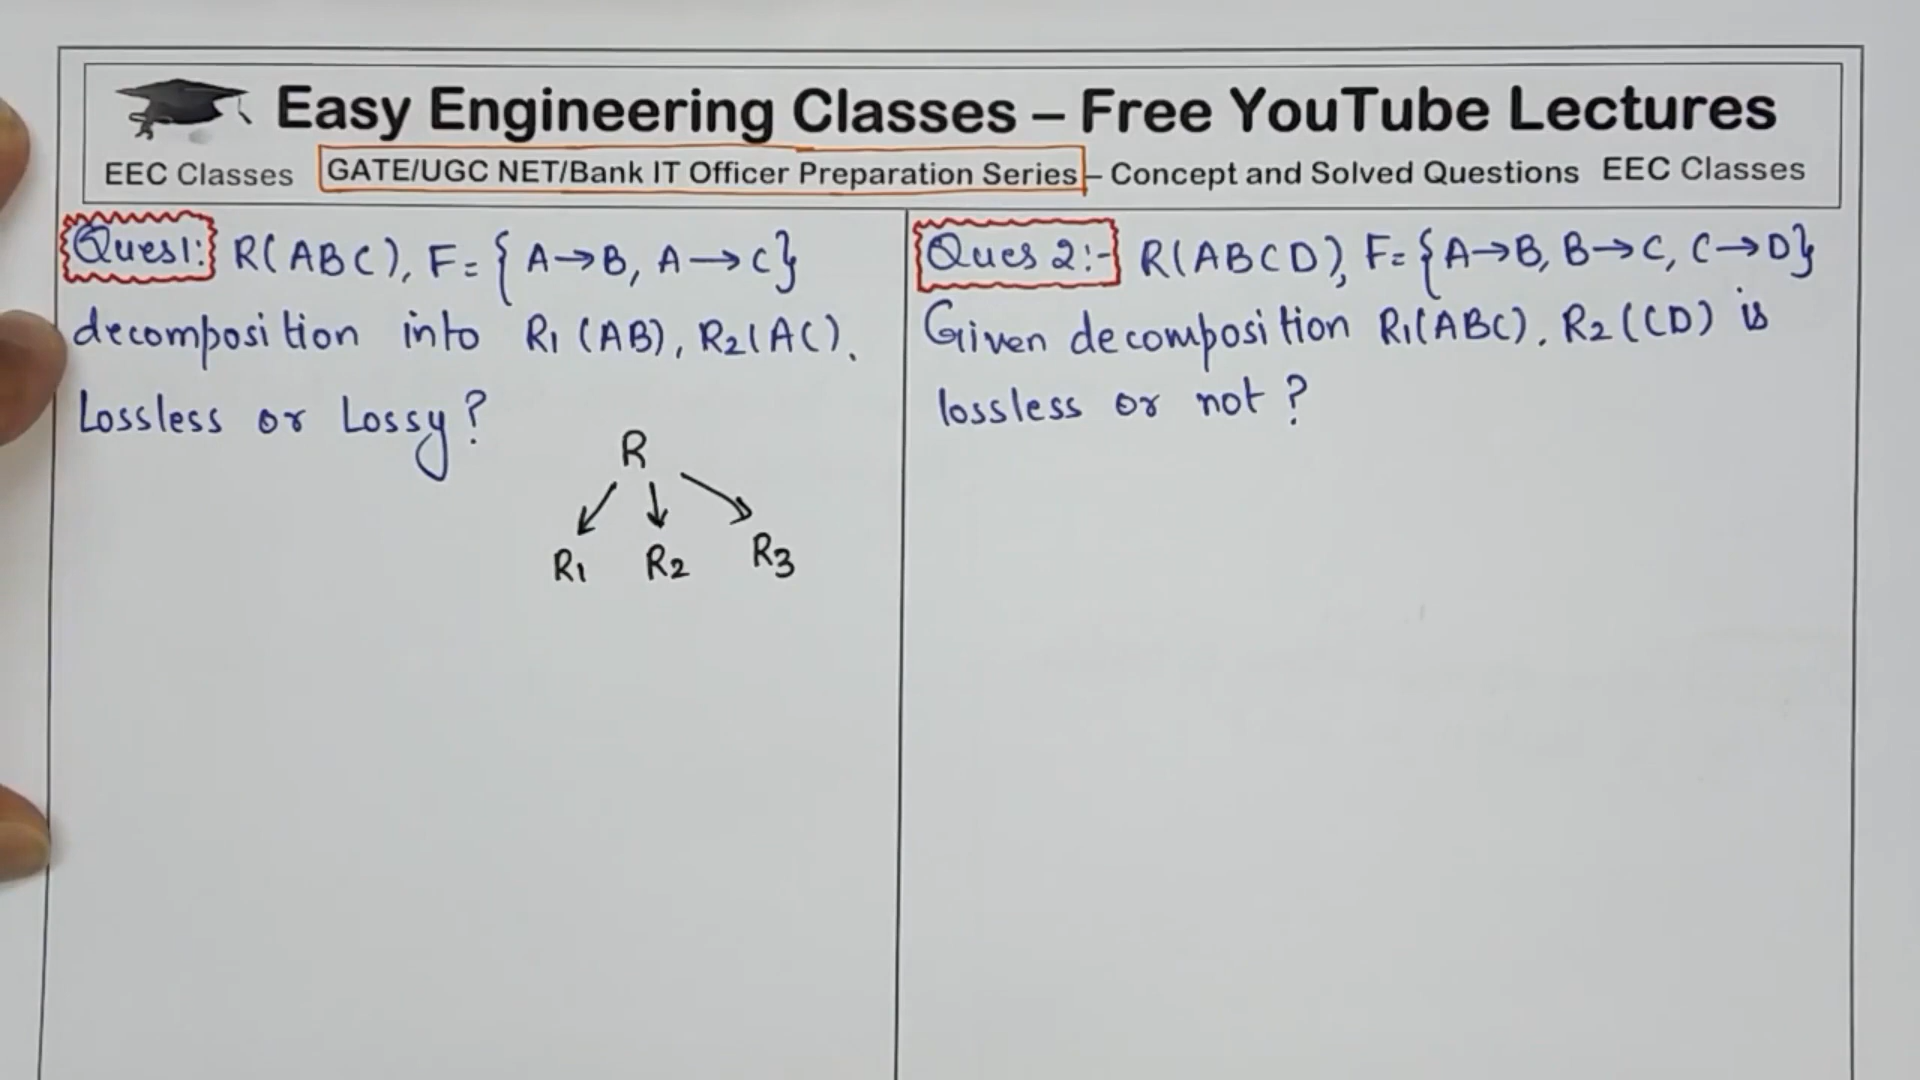 Easy Engineering Classes – Free YouTube Lectures
EEC Classes GATE/UGC NET/Bank IT Officer Preparation Series – Concept and Solved Questions EEC Classes
Ques1: R(ABC), F= { A→B, A→C}
decomposition into R1 (AB), R2(AC).
Lossless or Lossy?
R
R1 R2 R3
Ques 2:- R(ABCD), F= {A→B, B→C, C→D}
Given decomposition R1(ABC), R2 (CD) is
lossless or not?